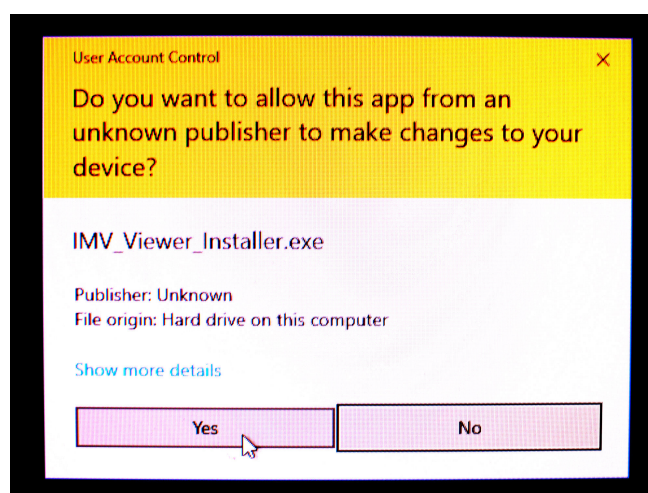 User Account Control
Do you want to allow this app from an
unknown publisher to make changes to your
device?
IMV_Viewer_Installer.exe
Publisher: Unknown
File origin: Hard drive on this computer
Show more details
Yes
No